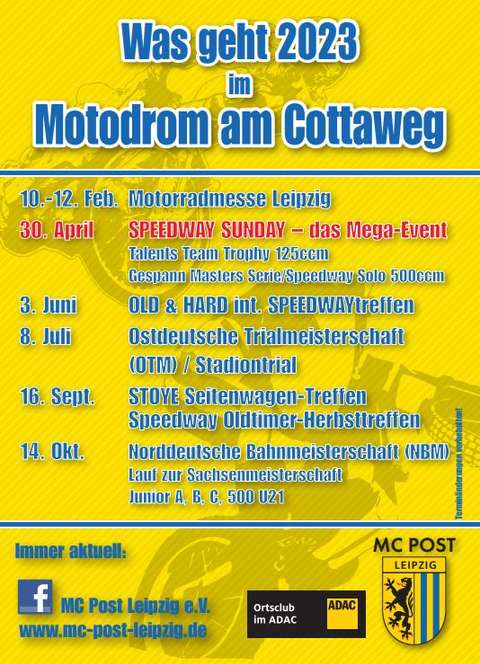 Was geht 2023
im
Motodrom am Cottaweg
10.-12. Feb. Motorradmesse Leipzig
30. April SPEEDWAY SUNDAY – das Mega-Event
Talents Team Trophy 125ccm
Gespann Masters Serie/Speedway Solo 500ccm
3. Juni OLD & HARD int. SPEEDWAYtreffen
8. Juli Ostdeutsche Trialmeisterschaft
(OTM) / Stadiontrial
16. Sept. STOYE Seitenwagen-Treffen
Speedway Oldtimer-Herbsttreffen
14. Okt. Norddeutsche Bahnmeisterschaft (NBM)
Lauf zur Sachsenmeisterschaft
Junior A, B, C, 500 U21
Terminänderungen vorbehalten!
Immer aktuell:
f MC Post Leipzig e.V.
www.mc-post-leipzig.de
Ortsclub
im ADAC
ADAC
MC POST
LEIPZIG